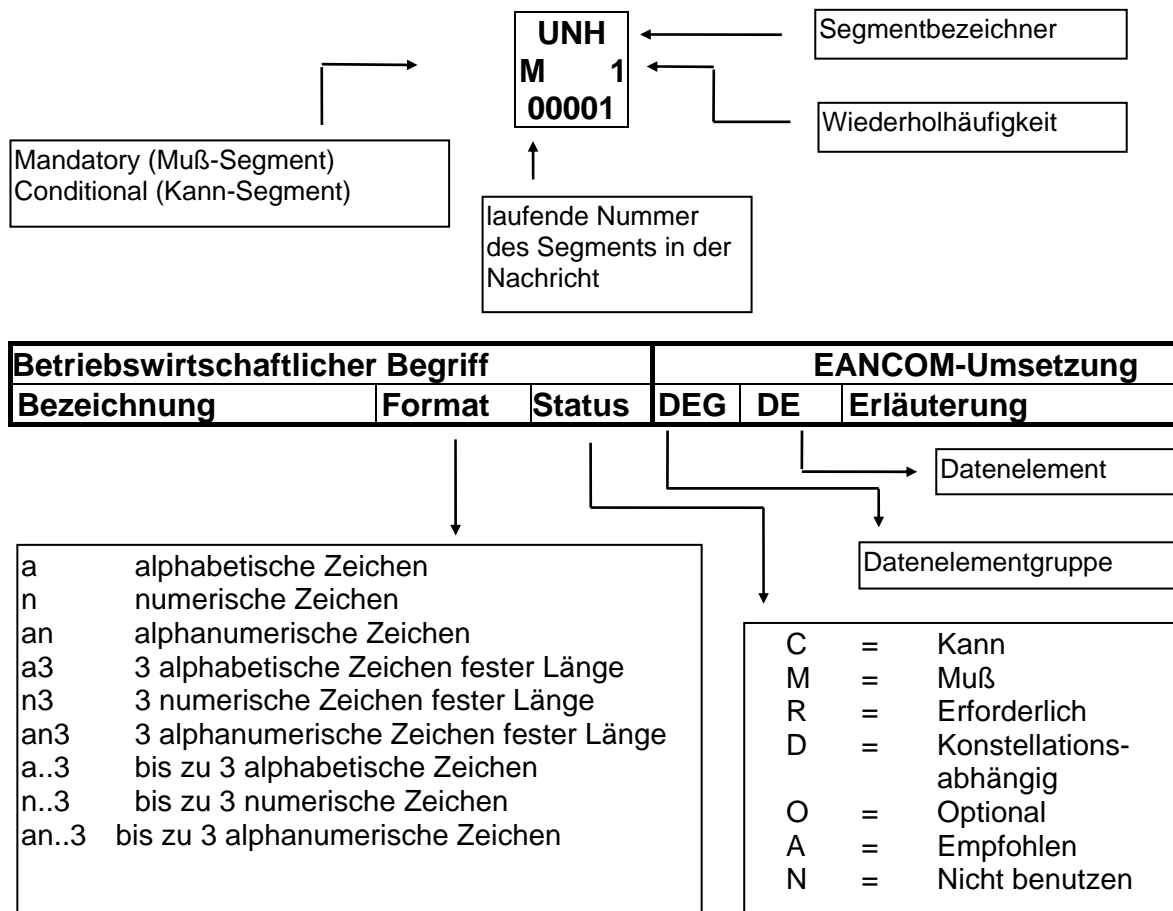 UNH
M 1
00001
Segmentbezeichner
Wiederholhäufigkeit
Mandatory (Muß-Segment)
Conditional (Kann-Segment)
laufende Nummer
des Segments in der
Nachricht
Betriebswirtschaftlicher Begriff EANCOM-Umsetzung
Bezeichnung Format Status DEG DE Erläuterung
Datenelement
Datenelementgruppe
a alphabetische Zeichen
n numerische Zeichen
an alphanumerische Zeichen
a3 3 alphabetische Zeichen fester Länge
n3 3 numerische Zeichen fester Länge
an3 3 alphanumerische Zeichen fester Länge
a..3 bis zu 3 alphabetische Zeichen
n..3 bis zu 3 numerische Zeichen
an..3 bis zu 3 alphanumerische Zeichen
C = Kann
M = Muß
R = Erforderlich
D = Konstellations-
abhängig
O = Optional
A = Empfohlen
N = Nicht benutzen